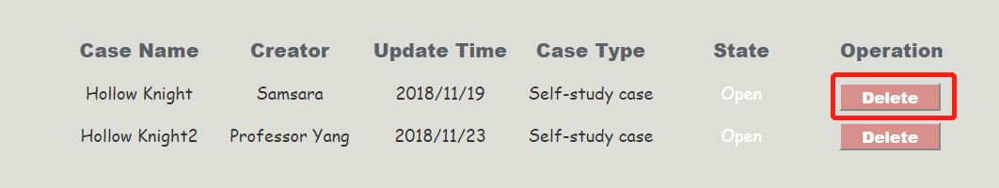 Case Name Creator Update Time Case Type State Operation
Hollow Knight Samsara 2018/11/19 Self-study case Open Delete
Hollow Knight2 Professor Yang 2018/11/23 Self-study case Open Delete